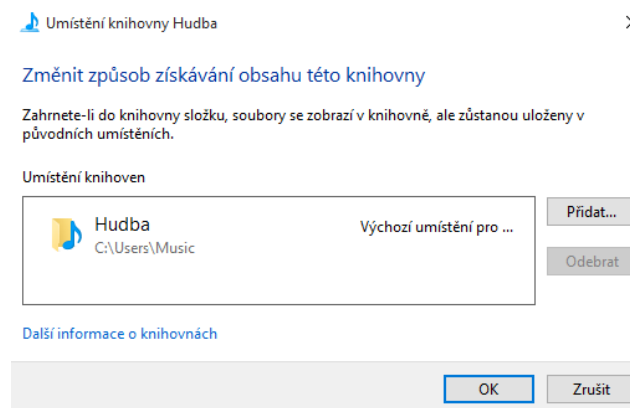 Umístění knihovny Hudba
Změnit způsob získávání obsahu této knihovny
Zahrnete-li do knihovny složku, soubory se zobrazí v knihovně, ale zůstanou uloženy v
původních umístěních.
Umístění knihoven
Hudba
Výchozí umístění pro ...
C:\Users\Music
Přidat...
Odebrat
Další informace o knihovnách
OK
Zrušit